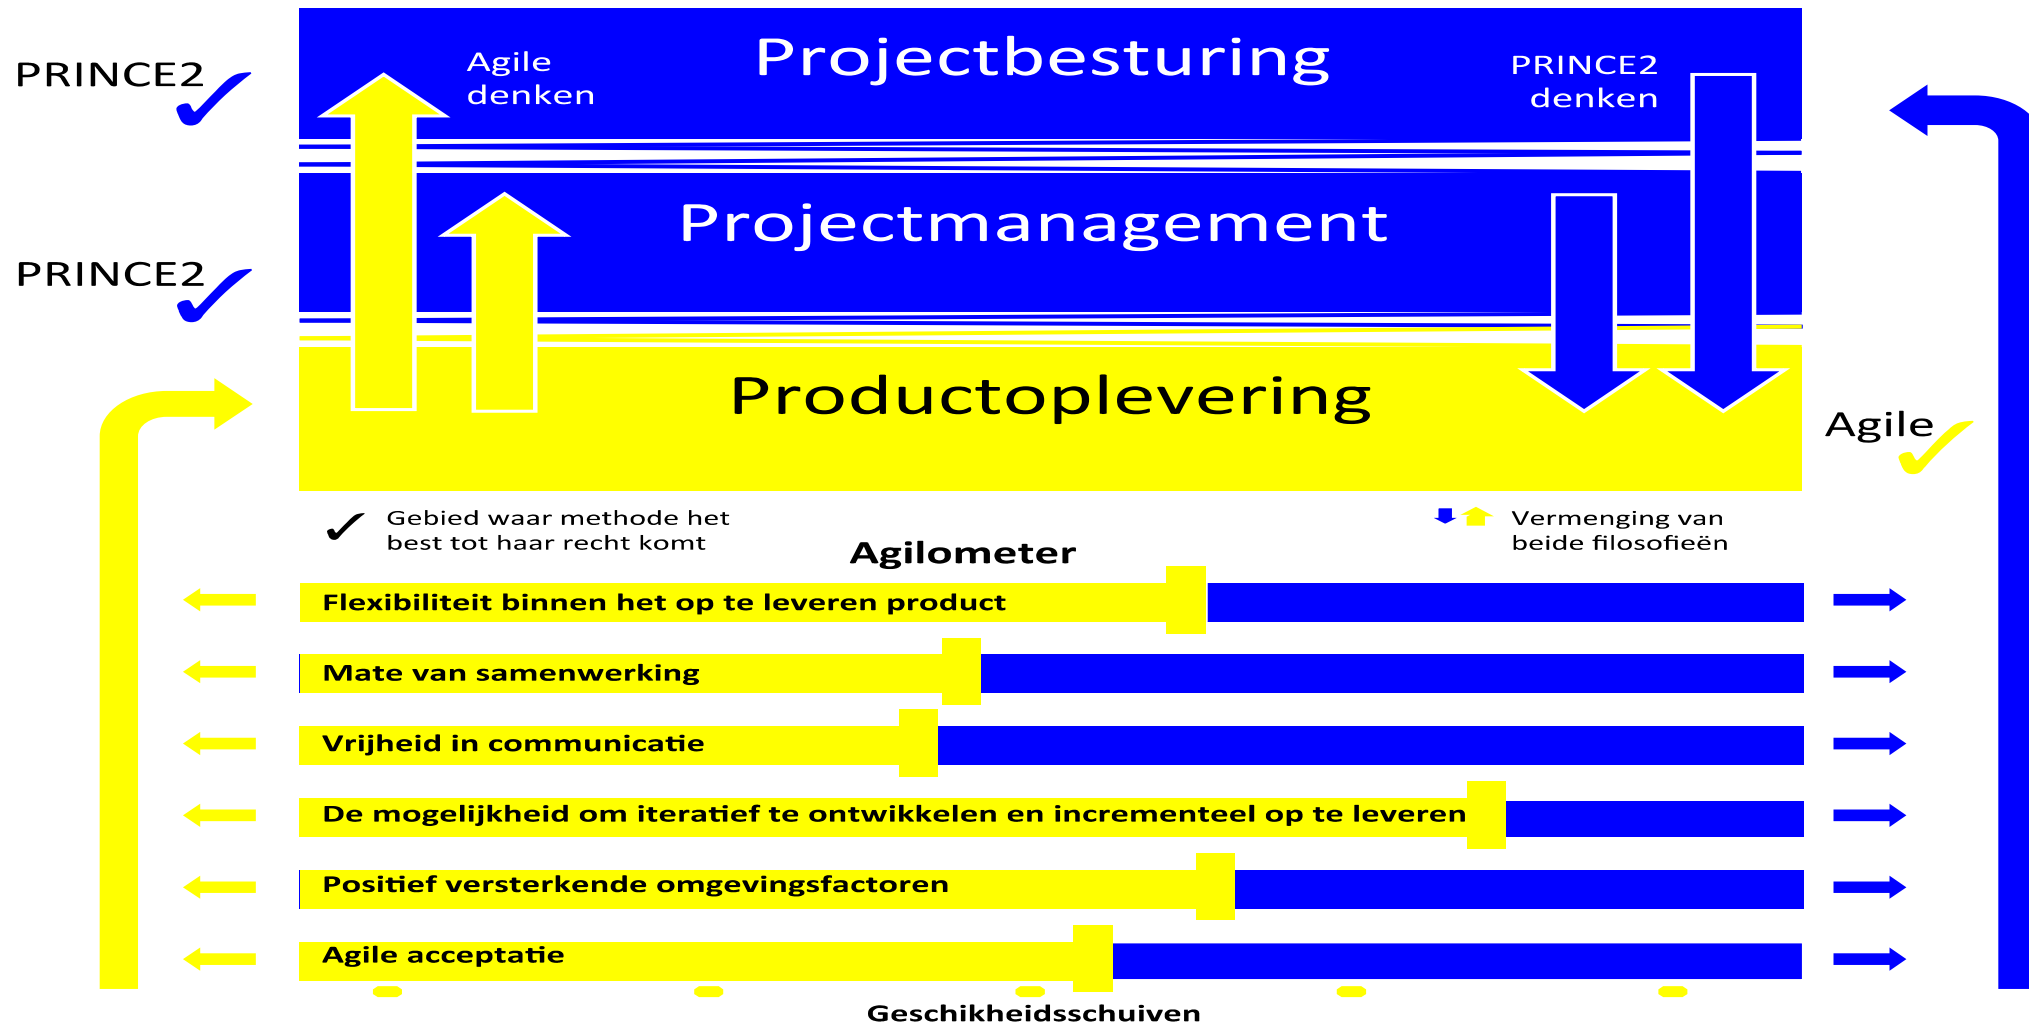 Projectbesturing
PRINCE2
Agile
denken
PRINCE2
denken
Projectmanagement
PRINCE2
Productoplevering
Agile
Gebied waar methode het
best tot haar recht komt
Vermenging van
beide filosofieën
Agilometer
Flexibiliteit binnen het op te leveren product
Mate van samenwerking
Vrijheid in communicatie
De mogelijkheid om iteratief te ontwikkelen en incrementeel op te leveren
Positief versterkende omgevingsfactoren
Agile acceptatie
Geschikheidsschuiven